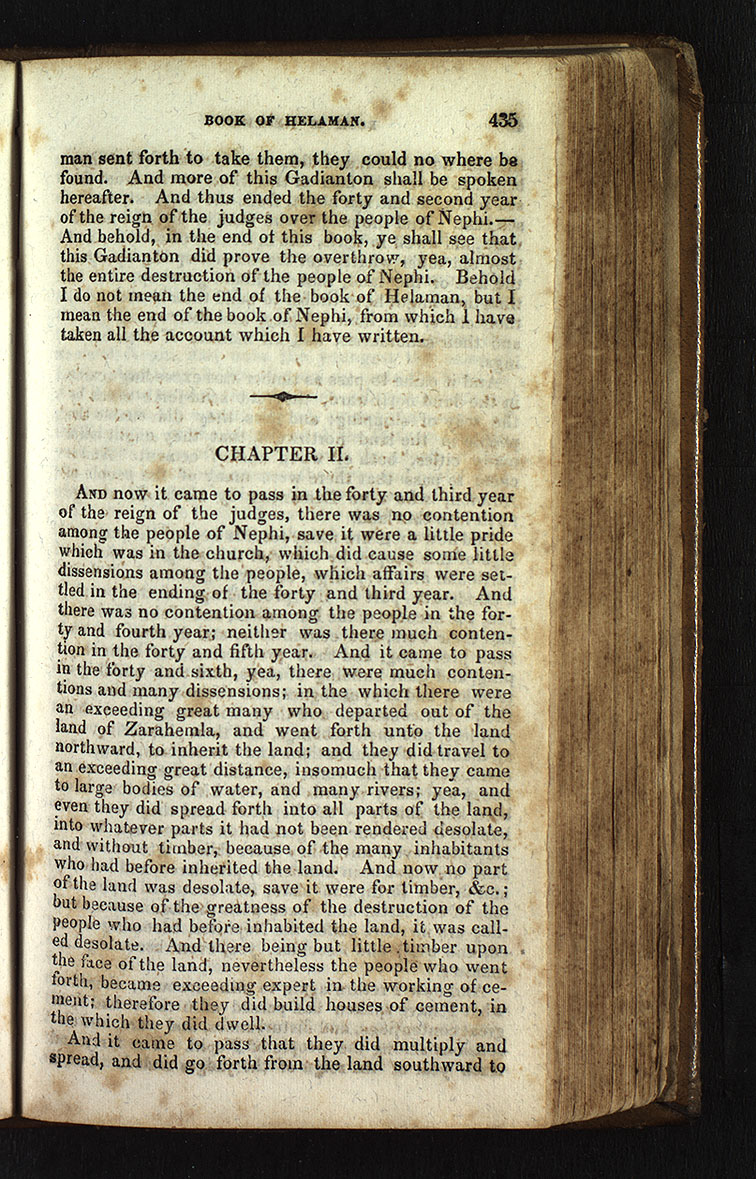 BOOK OF HELAMAN. 435
man sent forth to take them, they could no where be
found. And more of this Gadianton shall be spoken
hereafter. And thus ended the forty and second year
of the reign of the judges over the people of Nephi.—
And behold, in the end of this book, ye shall see that
this Gadianton did prove the overthrow, yea, almost
the entire destruction of the people of Nephi. Behold
I do not mean the end of the book of Helaman, but I
mean the end of the book of Nephi, from which I have
taken all the account which I have written.
CHAPTER II.
AND now it came to pass in the forty and third year
of the reign of the judges, there was no contention
among the people of Nephi, save it were a little pride
which was in the church, which did cause some little
dissensions among the people, which affairs were set-
tled in the ending of the forty and third year. And
there was no contention among the people in the for-
ty and fourth year; neither was there much conten-
tion in the forty and fifth year. And it came to pass
in the forty and sixth, yea, there were much conten-
tions and many dissensions; in the which there were
an exceeding great many who departed out of the
land of Zarahemla, and went forth unto the land
northward, to inherit the land; and they did travel to
an exceeding great distance, insomuch that they came
to large bodies of water, and many rivers; yea, and
even they did spread forth into all parts of the land,
into whatever parts it had not been rendered desolate,
and without timber, because of the many inhabitants
who had before inherited the land. And now no part
of the land was desolate, save it were for timber, &c.;
but because of the greatness of the destruction of the
people who had before inhabited the land, it was call-
ed desolate. And there being but little timber upon
the face of the land, nevertheless the people who went
forth, became exceeding expert in the working of ce-
ment; therefore they did build houses of cement, in
the which they did dwell.
And it came to pass that they did multiply and
spread, and did go forth from the land southward to